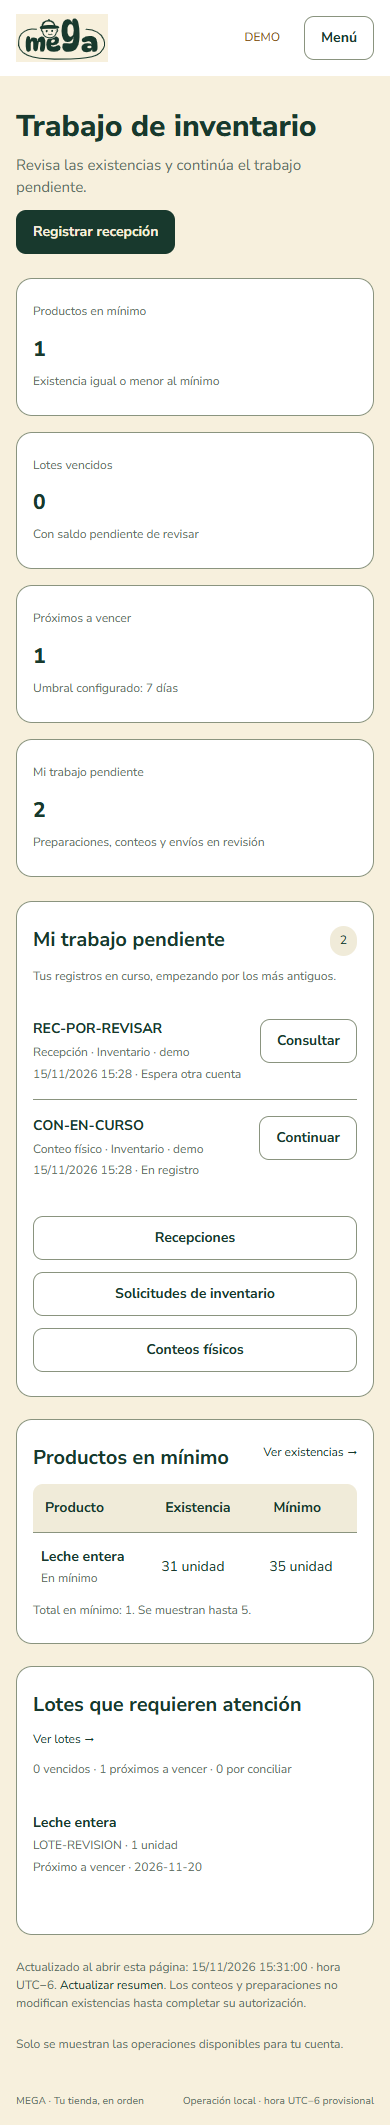 mega
DEMO
Menú
Trabajo de inventario
Revisa las existencias y continúa el trabajo
pendiente.
Registrar recepción
Productos en mínimo
1
Existencia igual o menor al mínimo
Lotes vencidos
0
Con saldo pendiente de revisar
Próximos a vencer
1
Umbral configurado: 7 días
Mi trabajo pendiente
2
Preparaciones, conteos y envíos en revisión
Mi trabajo pendiente
2
Tus registros en curso, empezando por los más antiguos.
REC-POR-REVISAR
Recepción · Inventario · demo
15/11/2026 15:28 · Espera otra cuenta
Consultar
CON-EN-CURSO
Conteo físico · Inventario · demo
15/11/2026 15:28 · En registro
Continuar
Recepciones
Solicitudes de inventario
Conteos físicos
Productos en mínimo
Ver existencias →
Producto Existencia Mínimo
Leche entera
En mínimo
31 unidad
35 unidad
Total en mínimo: 1. Se muestran hasta 5.
Lotes que requieren atención
Ver lotes →
0 vencidos · 1 próximos a vencer · 0 por conciliar
Leche entera
LOTE-REVISION · 1 unidad
Próximo a vencer · 2026-11-20
Actualizado al abrir esta página: 15/11/2026 15:31:00 · hora
UTC−6. Actualizar resumen. Los conteos y preparaciones no
modifican existencias hasta completar su autorización.
Solo se muestran las operaciones disponibles para tu cuenta.
MEGA · Tu tienda, en orden
Operación local · hora UTC−6 provisional